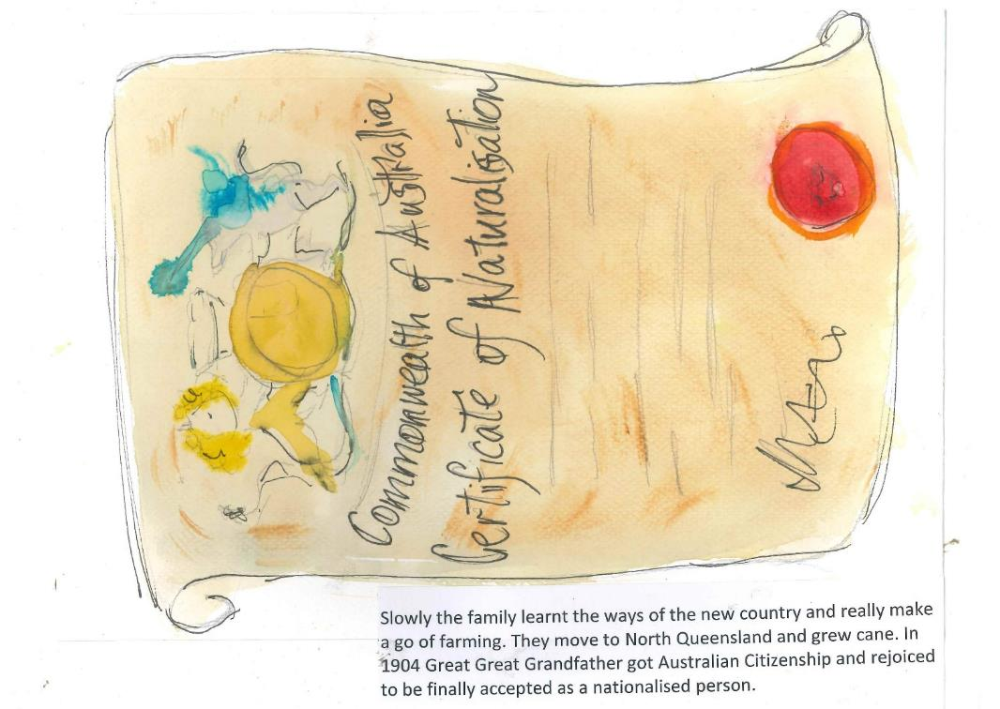 Commonwealth of Australia
Certificate of Naturalisation
Slowly the family learnt the ways of the new country and really make
a go of farming. They move to North Queensland and grew cane. In
1904 Great Great Grandfather got Australian Citizenship and rejoiced
to be finally accepted as a nationalised person.